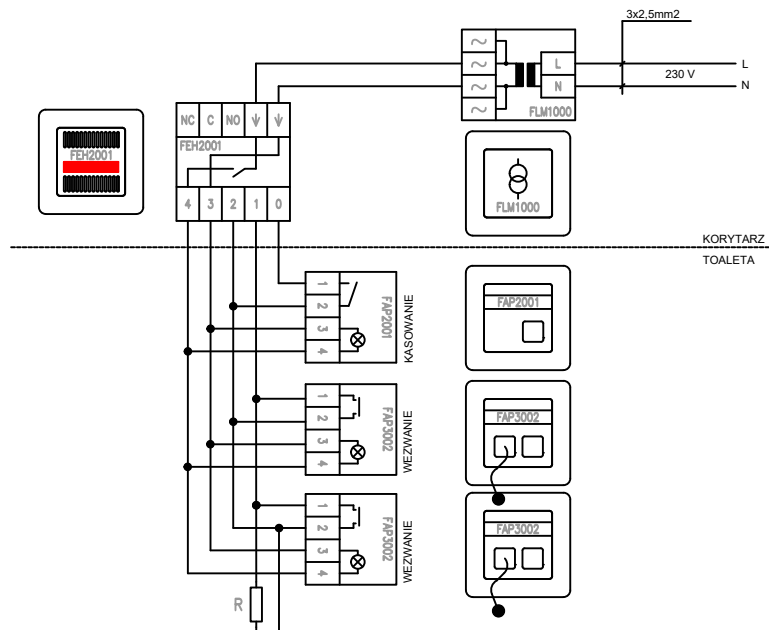 3x2,5mm2
L
L
230 V
N
N
FLM1000
NC C NO
FEH2001
FEH2001
4 3 2 1 0
FLM1000
KORYTARZ
TOALETA
1
2
3
4
FAP2001
KASOWANIE
FAP2001
1
2
3
4
FAP3002
WEZWANIE
FAP3002
1
2
3
4
FAP3002
WEZWANIE
FAP3002
R